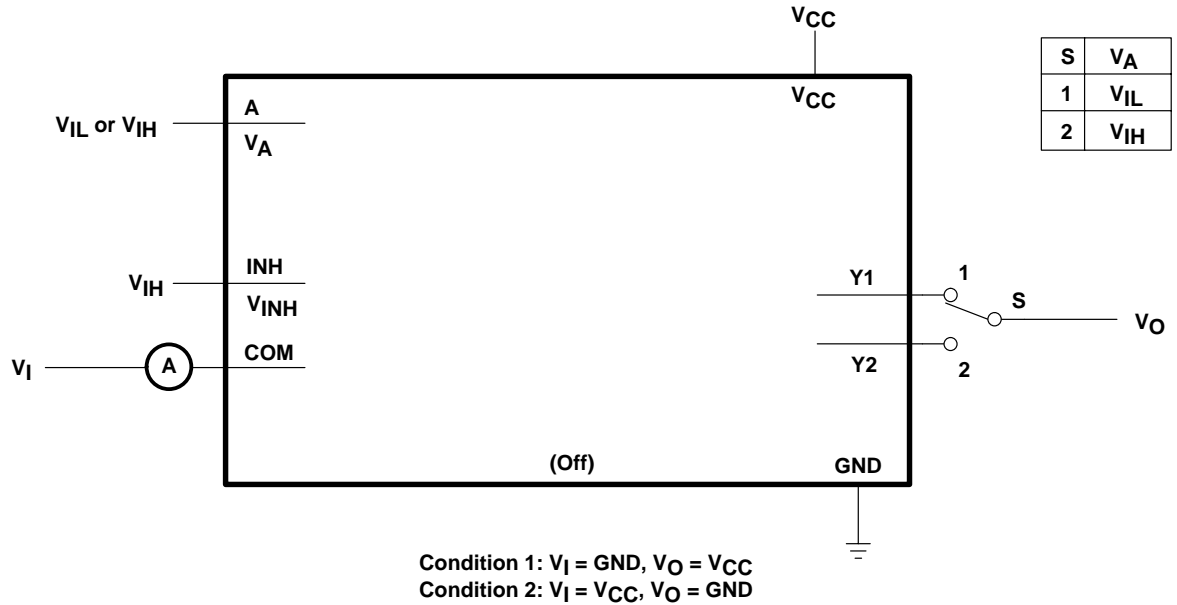 VCC
S VA
1 VIL
2 VIH
VCC
A
VIL or VIH
VA
INH
VIH
VINH
COM
VI
A
Y1
1
S
VO
Y2
2
(Off)
GND
Condition 1: VI = GND, VO = VCC
Condition 2: VI = VCC, VO = GND